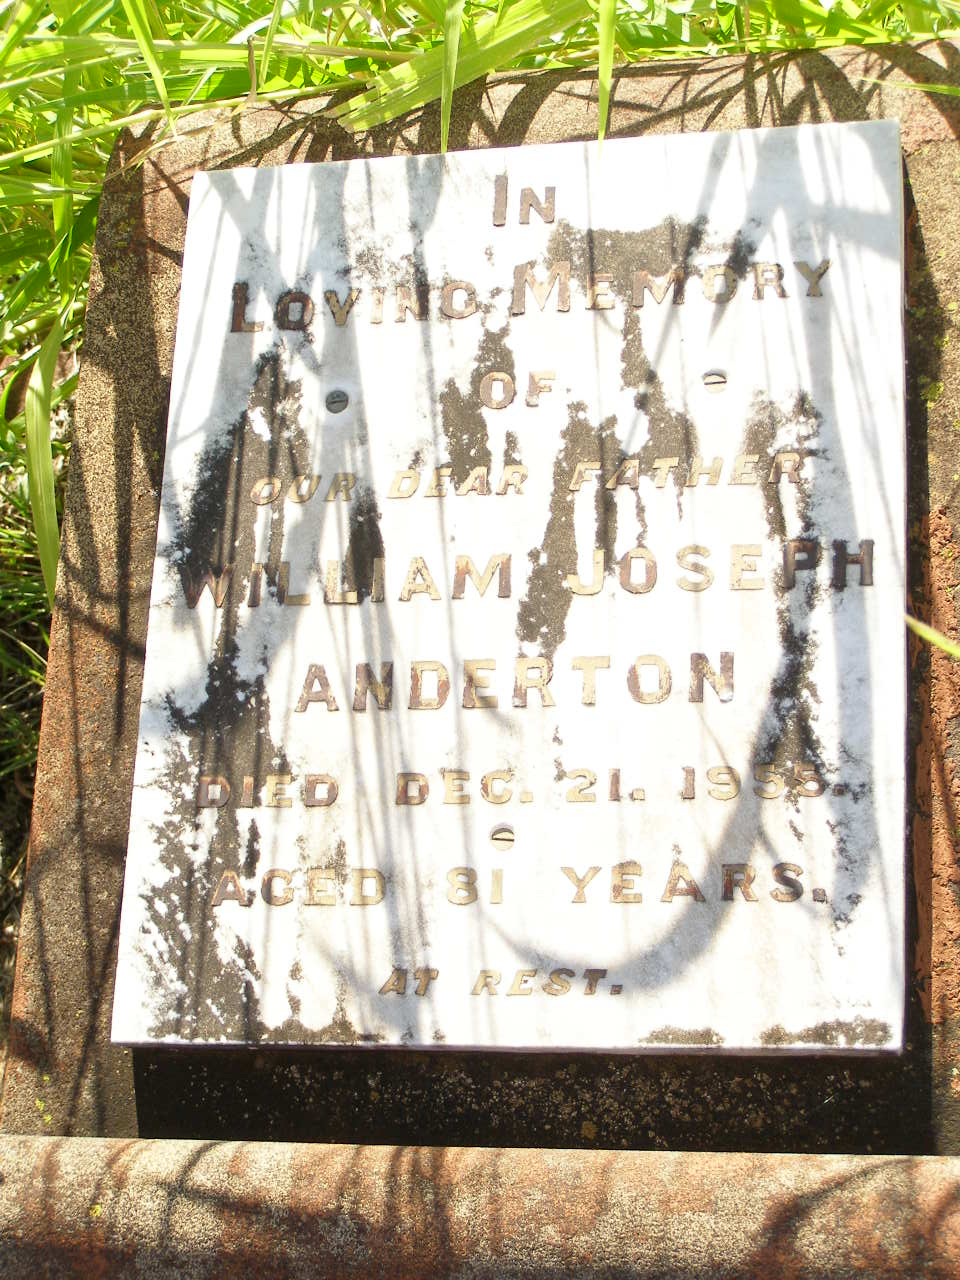 IN
LOVING MEMORY
OF
OUR DEAR FATHER
WILLIAM JOSEPH
ANDERTON
DIED DEC. 21. 1955.
AGED 81 YEARS.
AT REST.